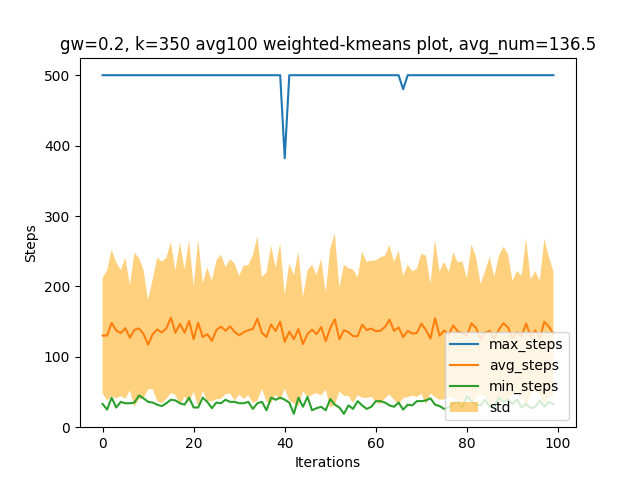 gw=0.2, k=350 avg100 weighted-kmeans plot, avg_num=136.5
Steps
500
400
300
200
100
0
0
20
40
60
80
100
Iterations
max_steps
avg_steps
min_steps
std